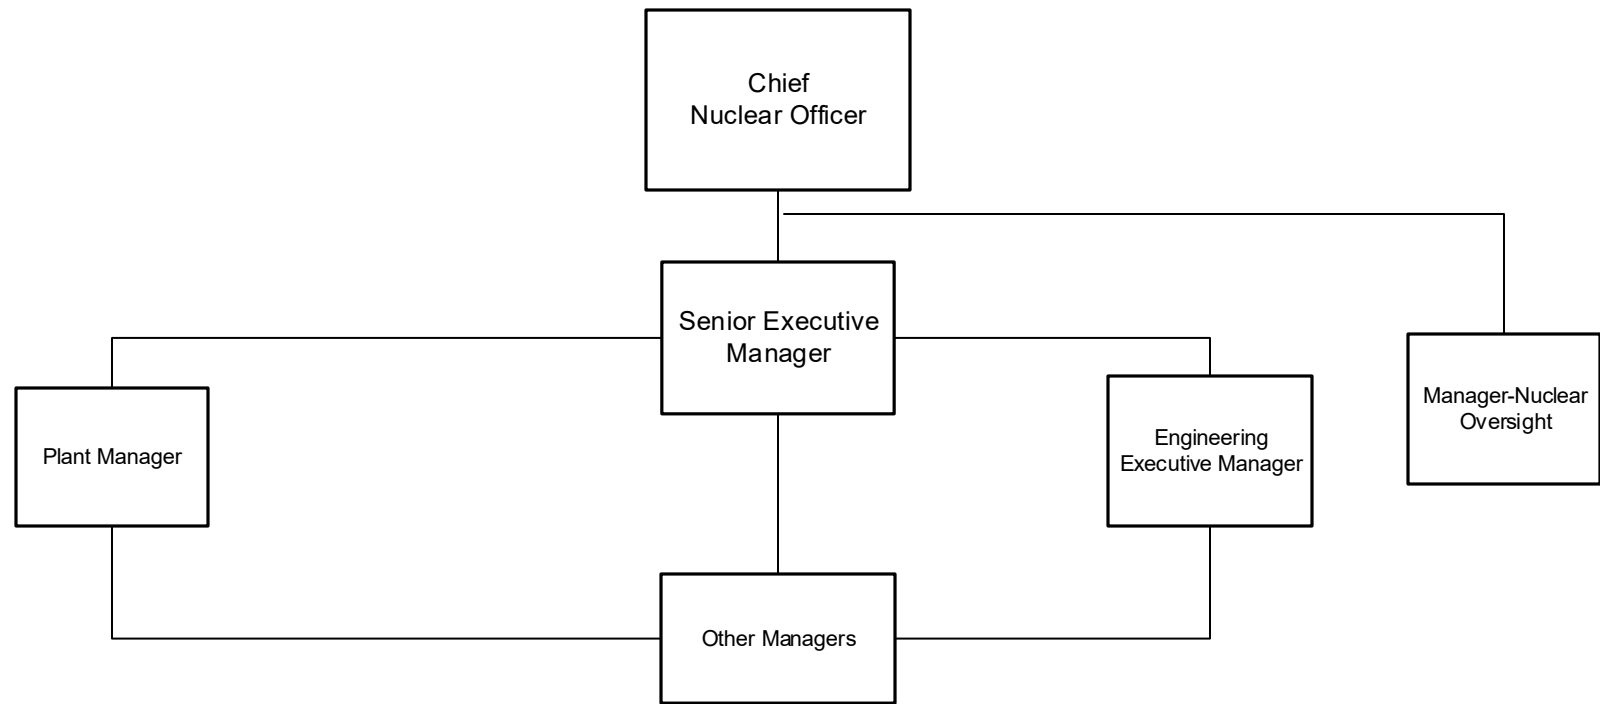 Chief
Nuclear Officer
Senior Executive
Manager
Plant Manager
Engineering
Executive Manager
Manager-Nuclear
Oversight
Other Managers